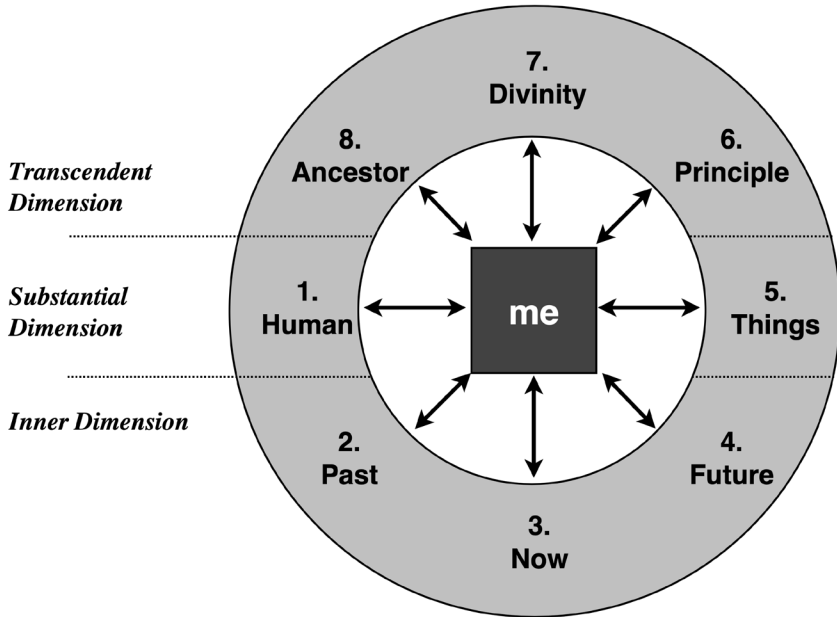 7.
Divinity
8.
Ancestor
6.
Principle
Transcendent
Dimension
1.
Human
me
5.
Things
Substantial
Dimension
Inner Dimension
2.
Past
4.
Future
3.
Now